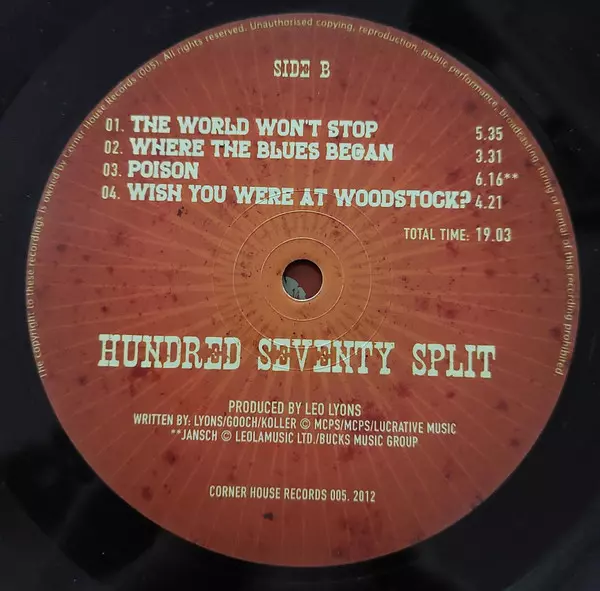 The copyright to these recordings is owned by Corner House Records (005). All rights reserved. Unauthorised copying, reproduction, public performance, broadcasting, hiring or rental of this recording prohibited
SIDE B
01. THE WORLD WON'T STOP 5.35
02. WHERE THE BLUES BEGAN 3.31
03. POISON 6.16**
04. WISH YOU WERE AT WOODSTOCK? 4.21
TOTAL TIME: 19.03
HUNDRED SEVENTY SPLIT
PRODUCED BY LEO LYONS
WRITTEN BY: LYONS/GOOCH/KOLLER © MCPS/MCPS/LUCRATIVE MUSIC
**JANSCH © LEOLAMUSIC LTD./BUCKS MUSIC GROUP
CORNER HOUSE RECORDS 005. 2012